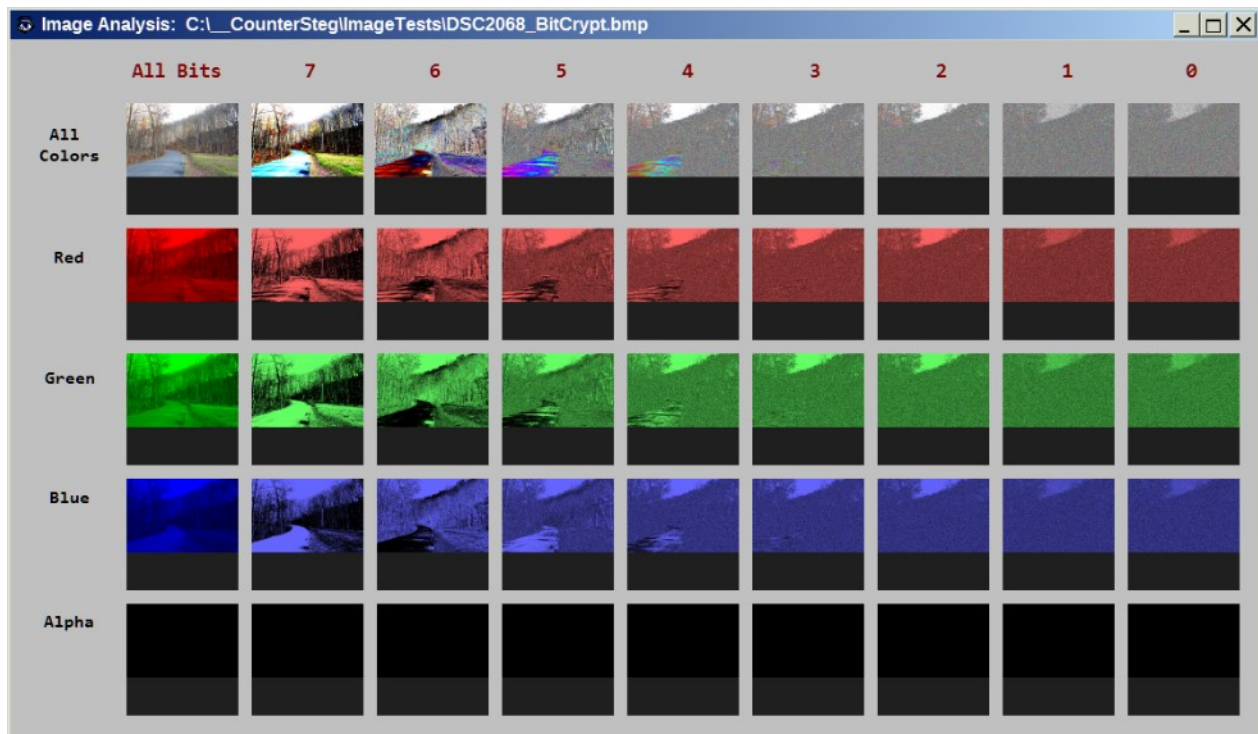 Image Analysis: C:\__CounterSteg\ImageTests\DSC2068_BitCrypt.bmp
All Bits 7 6 5 4 3 2 1 0
All
Colors
Red
Green
Blue
Alpha